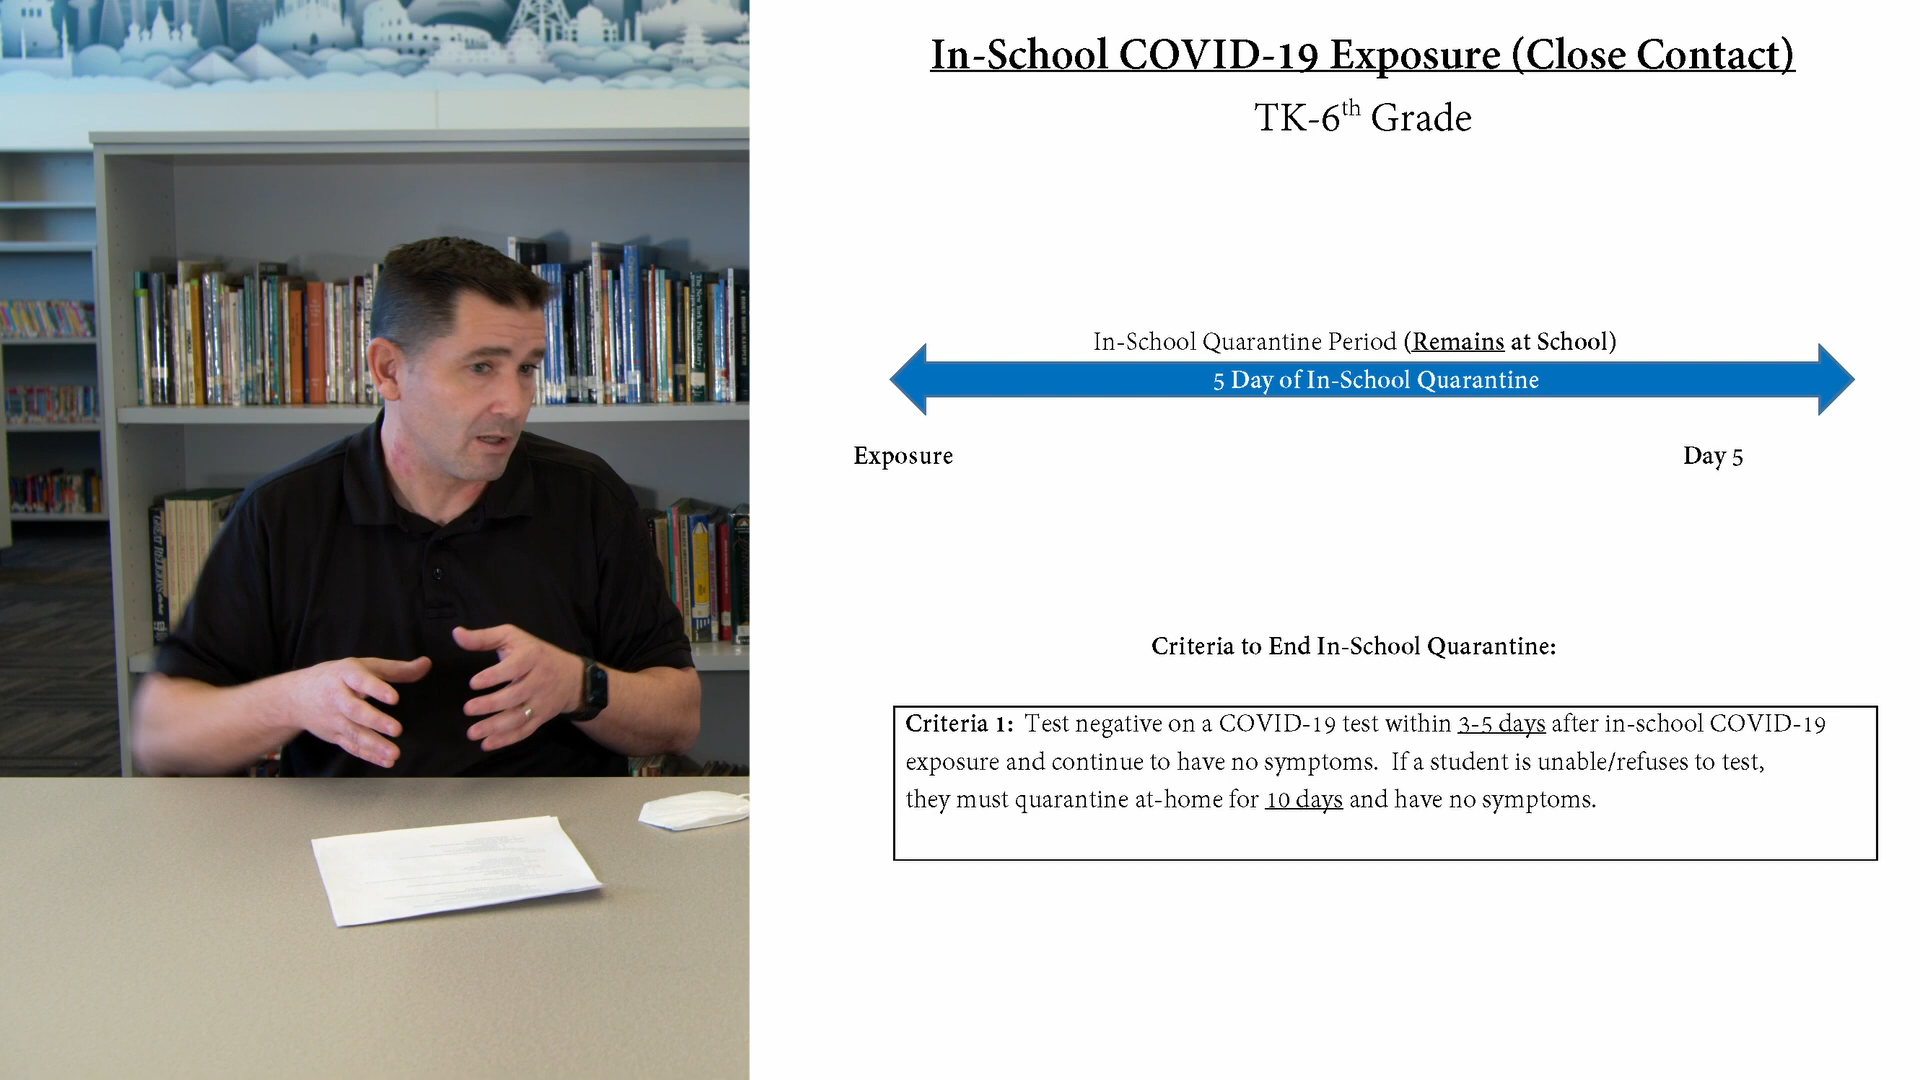 In-School COVID-19 Exposure (Close Contact)
TK-6th Grade
In-School Quarantine Period (Remains at School)
5 Day of In-School Quarantine
Exposure
Day 5
Criteria to End In-School Quarantine:
Criteria 1: Test negative on a COVID-19 test within 3-5 days after in-school COVID-19
exposure and continue to have no symptoms. If a student is unable/refuses to test,
they must quarantine at-home for 10 days and have no symptoms.